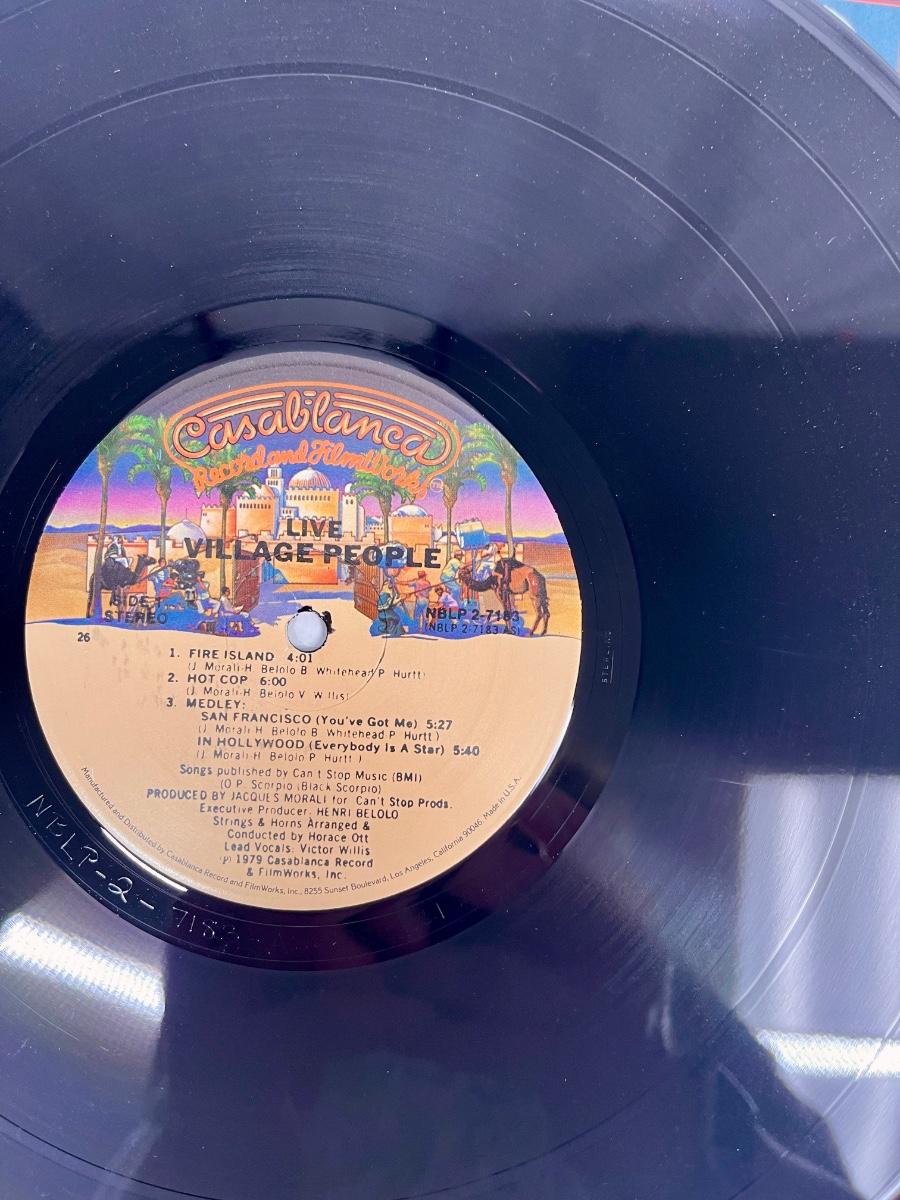 Casablanca
Record and FilmWorks
TM
LIVE
VILLAGE PEOPLE
SIDE 1
STEREO
NBLP 2-7183
(NBLP 2-7183 AS)
26
1. FIRE ISLAND 4:01
(J. Morali-H. Belolo-B. Whitehead-P. Hurtt)
2. HOT COP 6:00
(J. Morali-H. Belolo-V. Willis)
3. MEDLEY:
SAN FRANCISCO (You've Got Me) 5:27
(J. Morali-H. Belolo-B. Whitehead-P. Hurtt)
IN HOLLYWOOD (Everybody Is A Star) 5:40
(J. Morali-H. Belolo-P. Hurtt)
Songs published by Can't Stop Music (BMI)
(O.P. Scorpio (Black Scorpio)
PRODUCED BY JACQUES MORALI for Can't Stop Prods.
Executive Producer: HENRI BELOLO
Strings & Horns Arranged &
Conducted by Horace Ott
Lead Vocals: Victor Willis
℗ 1979 Casablanca Record
& FilmWorks, Inc.
Manufactured and Distributed by Casablanca Record and FilmWorks, Inc., 8255 Sunset Boulevard, Los Angeles, California 90046. Made in U.S.A.
NBLP-2-7183
STERLING